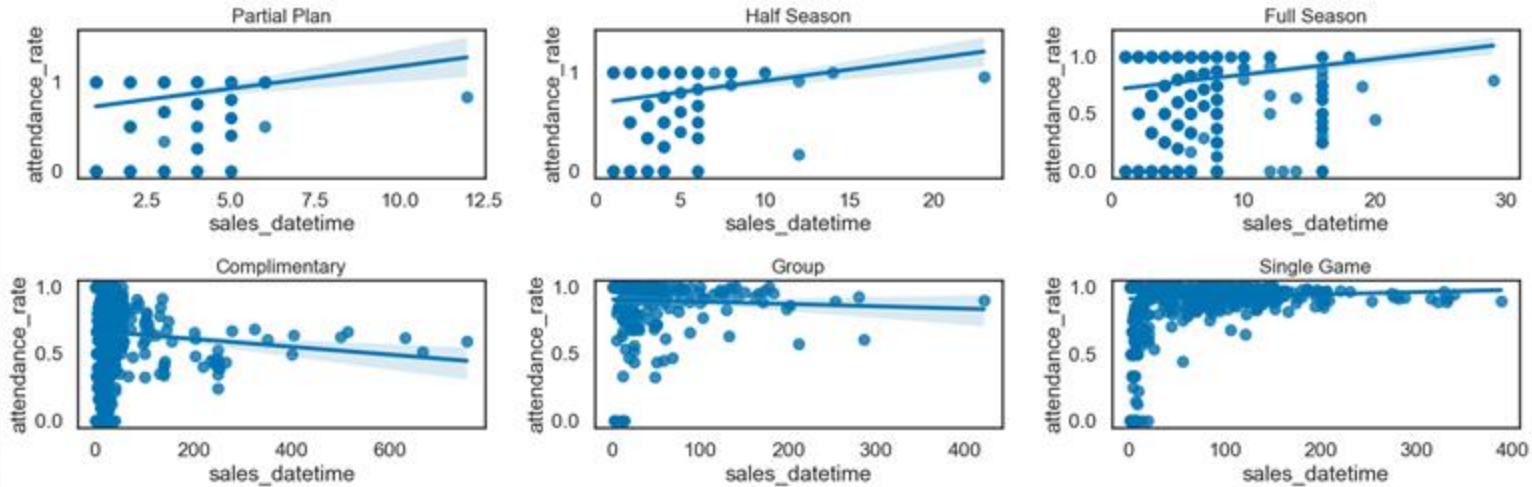 Partial Plan
attendance_rate
1
0
2.5 5.0 7.5 10.0 12.5
sales_datetime
Half Season
attendance_rate
1
0
0 5 10 15 20
sales_datetime
Full Season
attendance_rate
1.0
0.5
0.0
0 10 20 30
sales_datetime
Complimentary
attendance_rate
1.0
0.5
0.0
0 200 400 600
sales_datetime
Group
attendance_rate
1.0
0.5
0.0
0 100 200 300 400
sales_datetime
Single Game
attendance_rate
1.0
0.5
0.0
0 100 200 300 400
sales_datetime